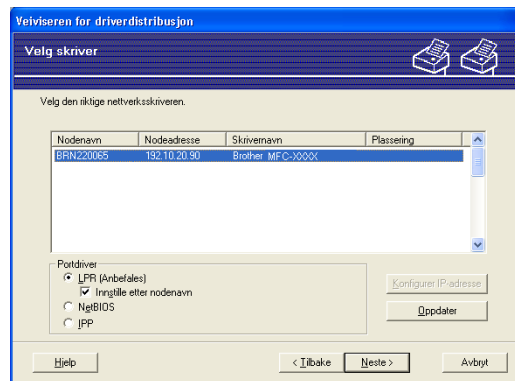 Veiviseren for driverdistribusjon
Velg skriver
Velg den riktige nettverksskriveren.
Nodenavn Nodeadresse Skrivernavn Plassering
BRN220065 192.10.20.90 Brother MFC-XXXX
Portdriver
LPR (Anbefales)
Innstille etter nodenavn
NetBIOS
IPP
Konfigurer IP-adresse
Oppdater
Hjelp < Tilbake Neste > Avbryt